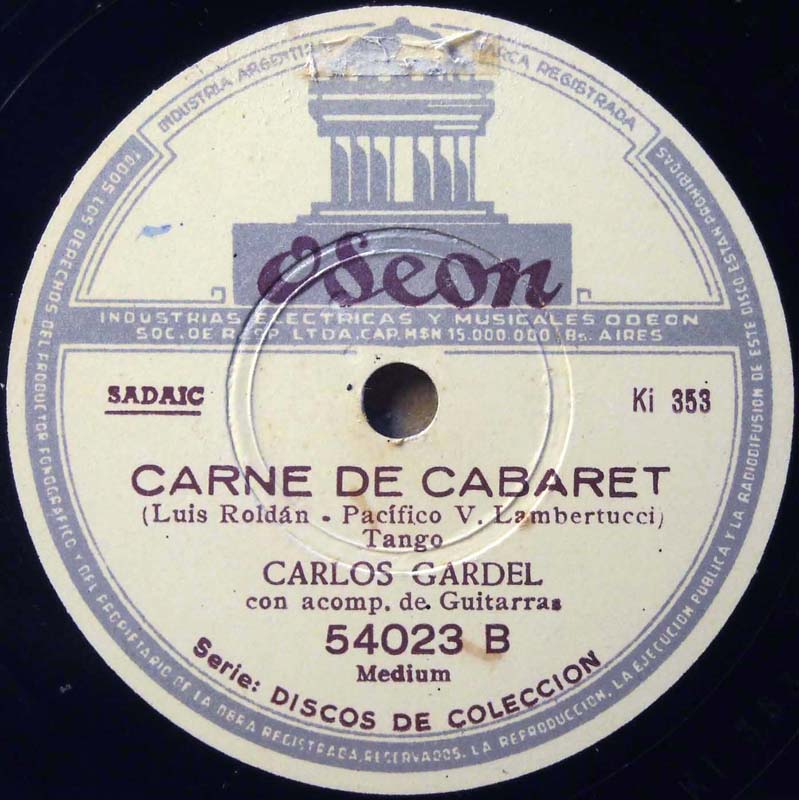 INDUSTRIA ARGENTINA
MARCA REGISTRADA
Odeon
INDUSTRIAS ELECTRICAS Y MUSICALES ODEON
SOC. DE RESP. LTDA. CAP. M$N 15.000.000 Bs. AIRES
SADAIC
Ki 353
CARNE DE CABARET
(Luis Roldán - Pacífico V. Lambertucci)
Tango
CARLOS GARDEL
con acomp. de Guitarras
54023 B
Medium
Serie: DISCOS DE COLECCION
TODOS LOS DERECHOS DEL PRODUCTOR FONOGRAFICO Y DEL PROPIETARIO DE LA OBRA REGISTRADA, RESERVADOS. LA REPRODUCCION, LA EJECUCION PUBLICA Y LA RADIODIFUSION DE ESTE DISCO ESTAN PROHIBIDAS